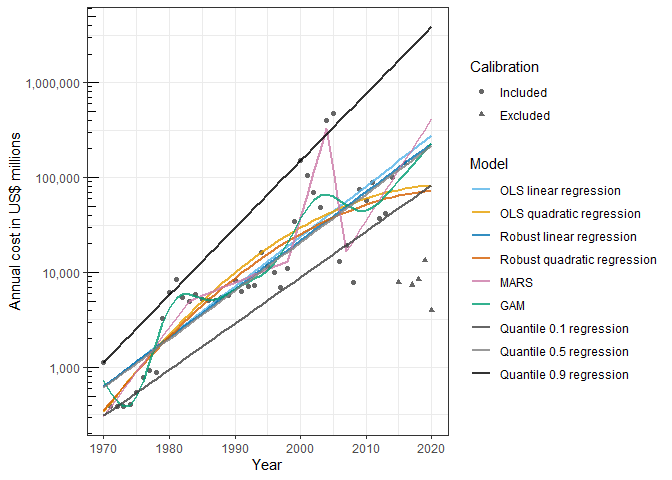 Annual cost in US$ millions
1,000,000
100,000
10,000
1,000
1970 1980 1990 2000 2010 2020
Year
Calibration
Included
Excluded
Model
OLS linear regression
OLS quadratic regression
Robust linear regression
Robust quadratic regression
MARS
GAM
Quantile 0.1 regression
Quantile 0.5 regression
Quantile 0.9 regression